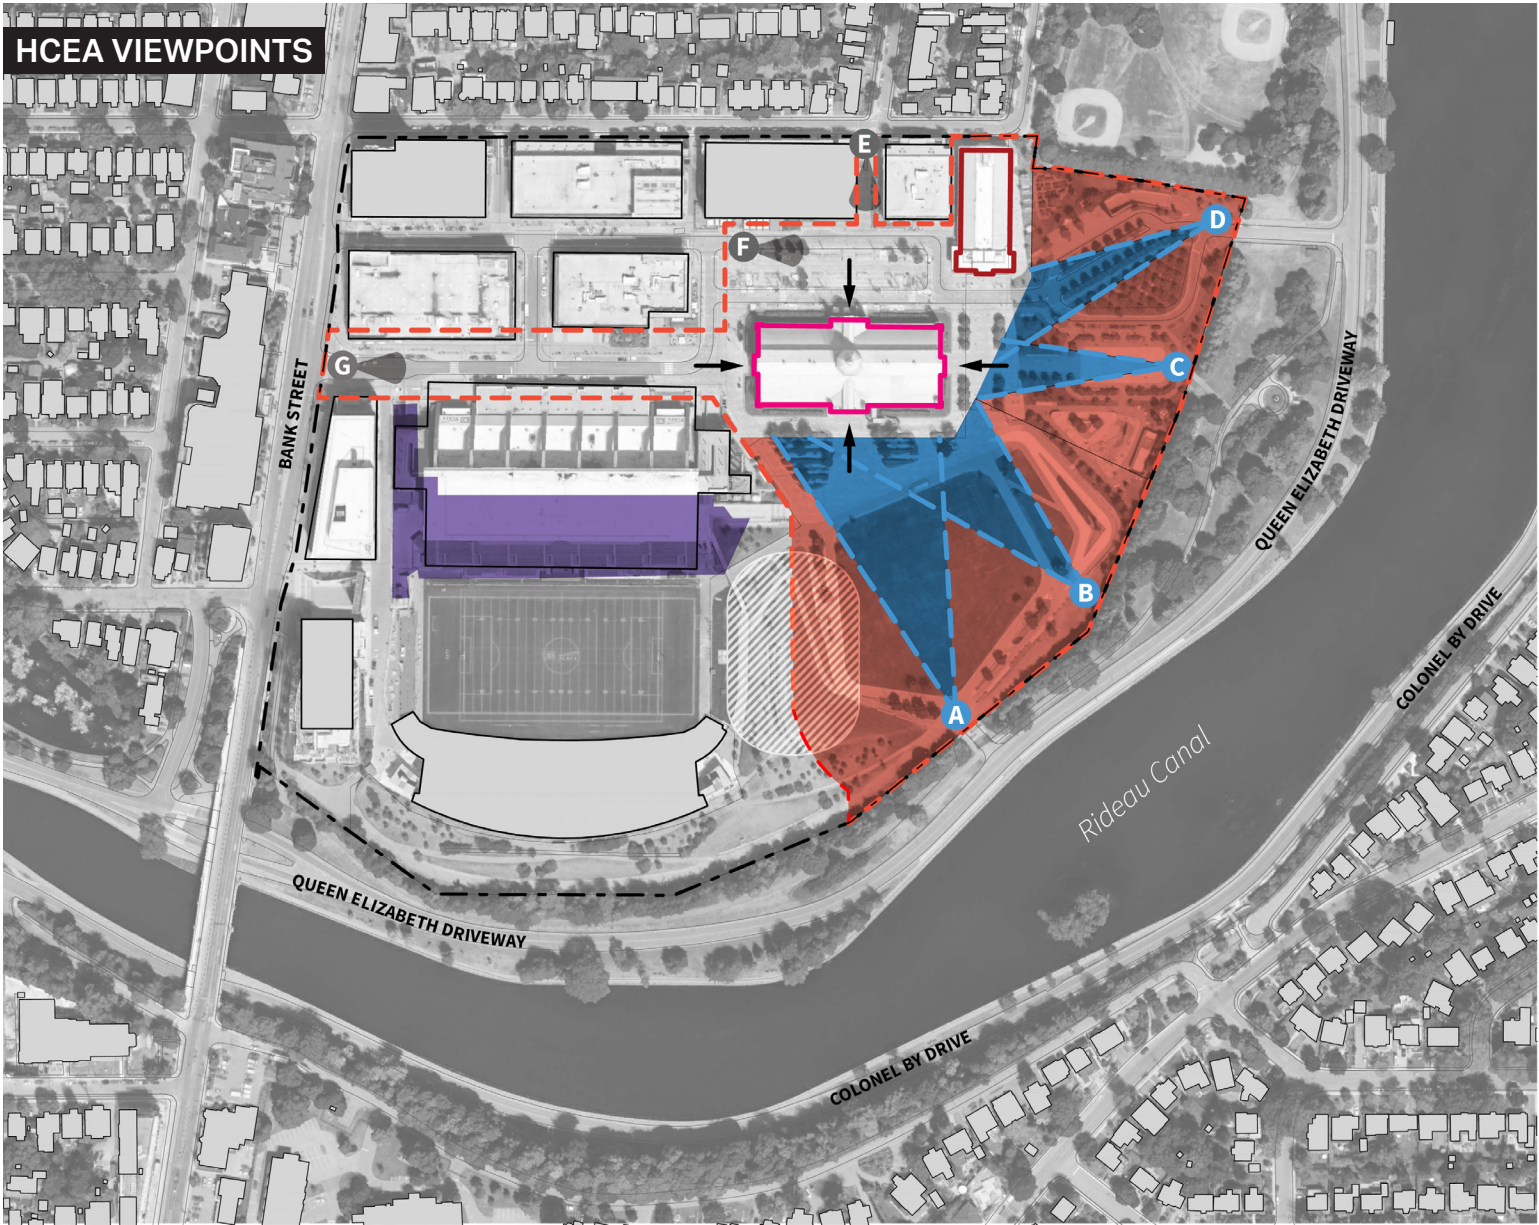 HCEA VIEWPOINTS
E
D
F
G
C
BANK STREET
QUEEN ELIZABETH DRIVEWAY
B
A
COLONEL BY DRIVE
Rideau Canal
QUEEN ELIZABETH DRIVEWAY
COLONEL BY DRIVE